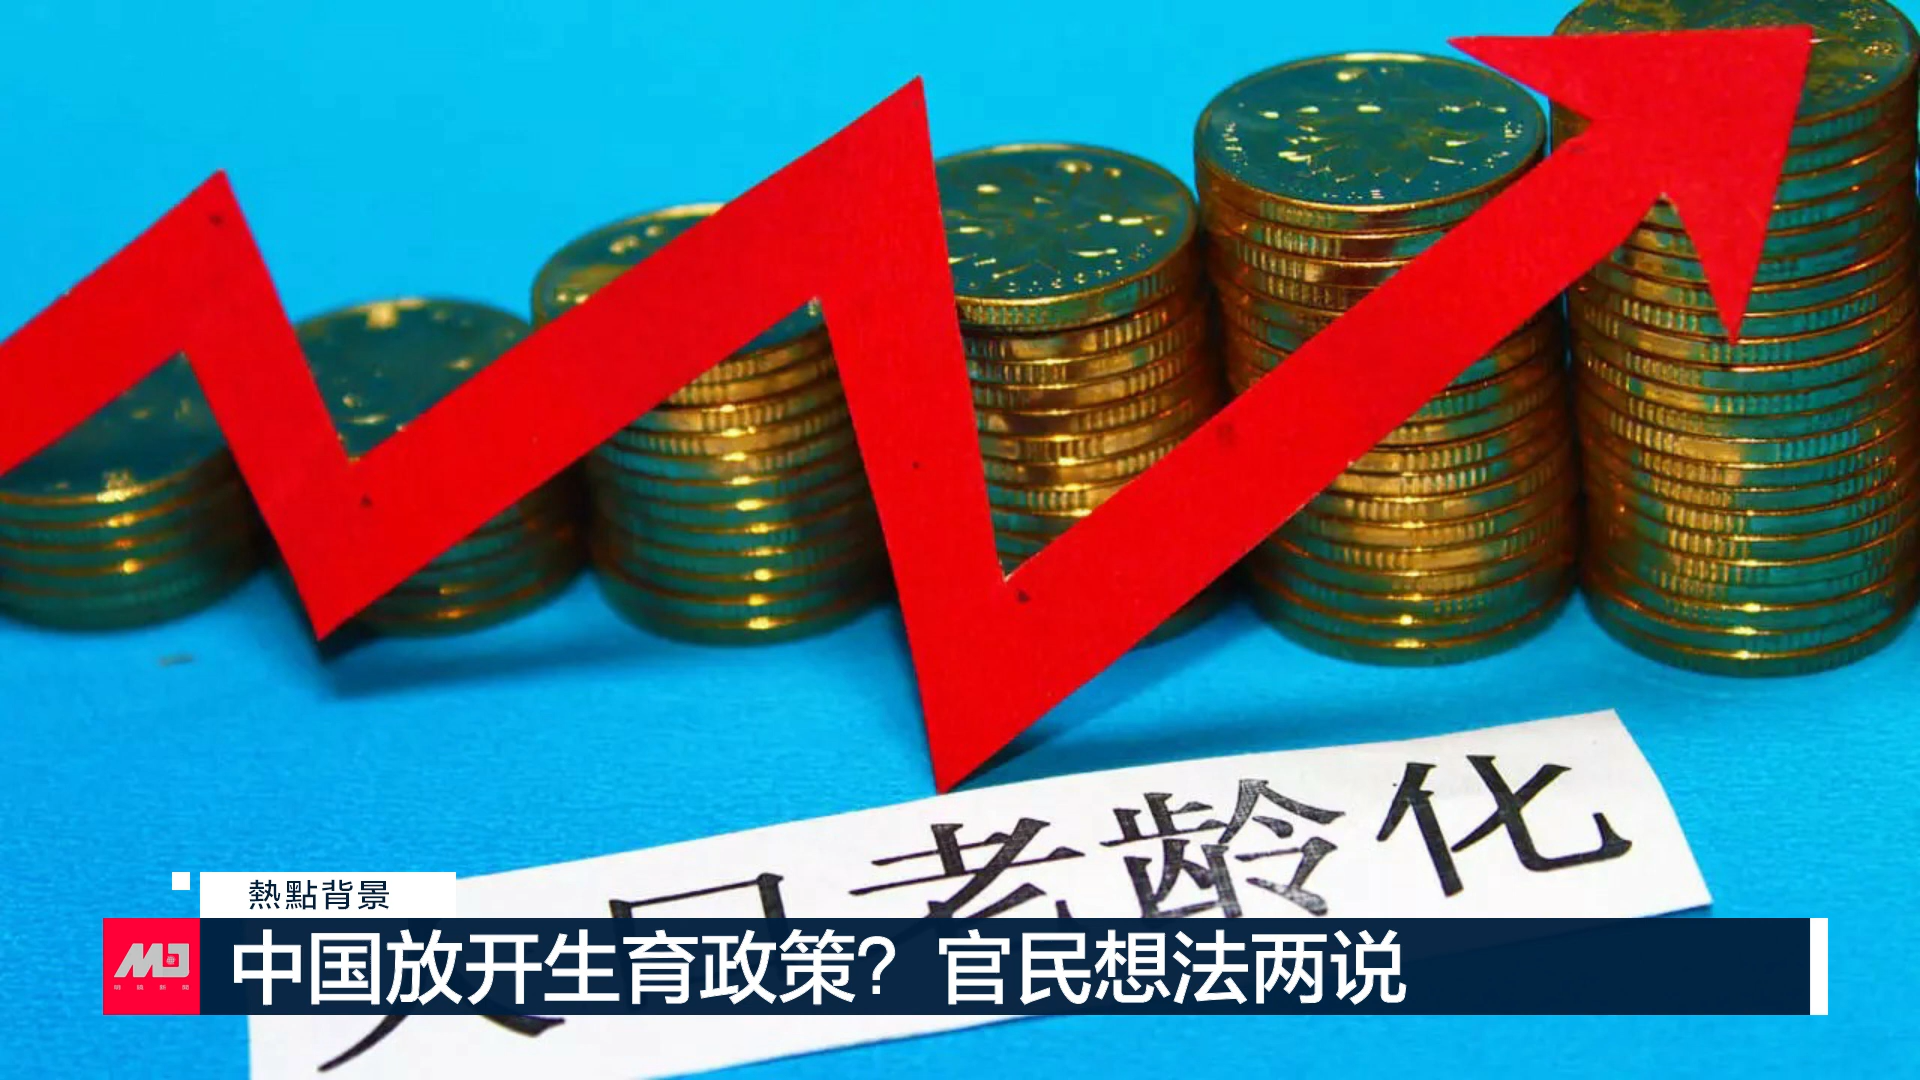 人口老龄化
熱點背景
中国放开生育政策？官民想法两说